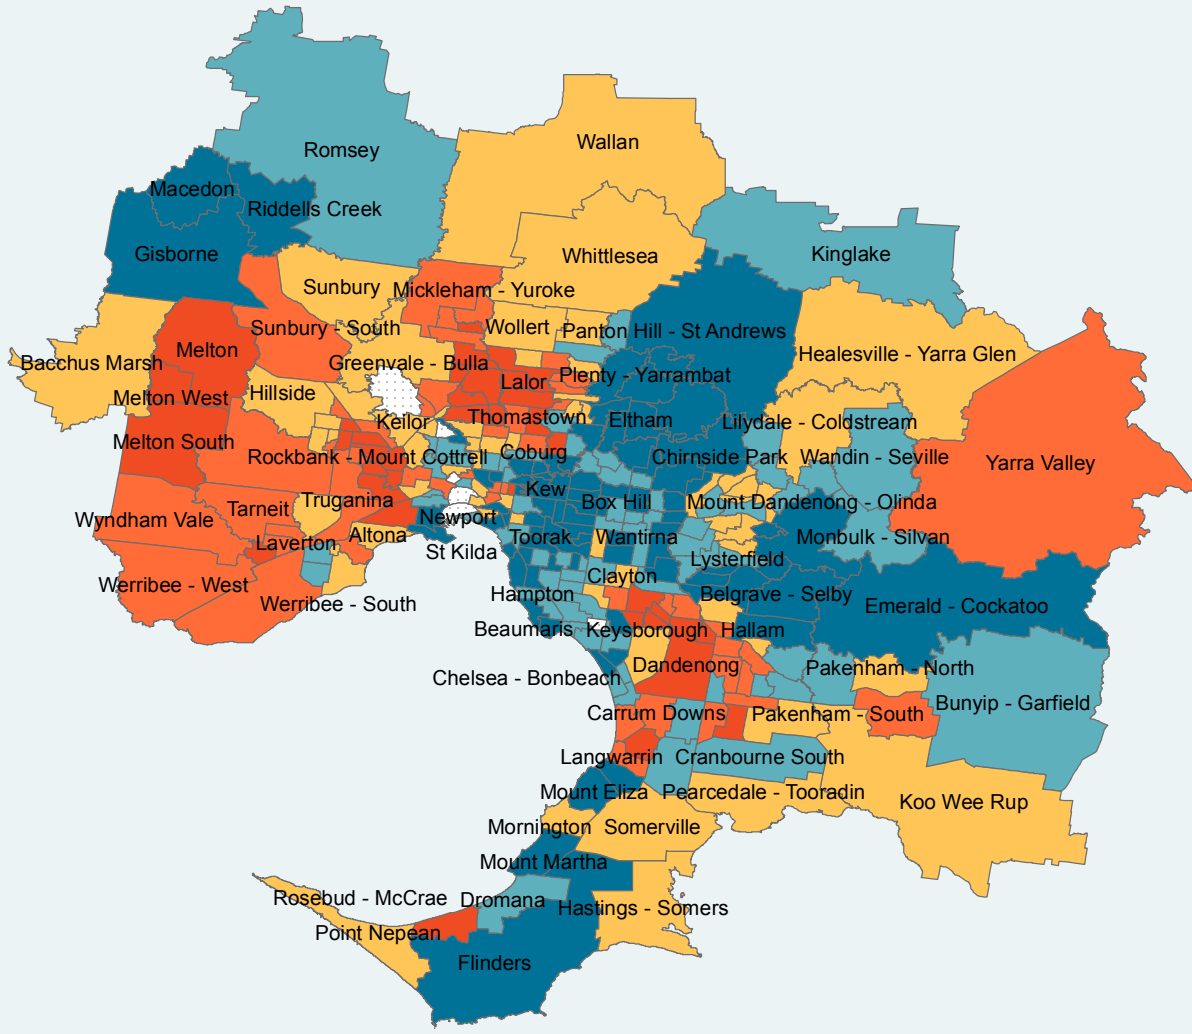 Wallan
Romsey
Macedon
Riddells Creek
Gisborne
Whittlesea
Kinglake
Sunbury
Mickleham - Yuroke
Sunbury - South
Wollert
Panton Hill - St Andrews
Melton
Healesville - Yarra Glen
Bacchus Marsh
Greenvale - Bulla
Plenty - Yarrambat
Lalor
Hillside
Melton West
Thomastown
Eltham
Lilydale - Coldstream
Keilor
Melton South
Coburg
Rockbank - Mount Cottrell
Chirnside Park
Wandin - Seville
Yarra Valley
Kew
Truganina
Box Hill
Mount Dandenong - Olinda
Tarneit
Wyndham Vale
Newport
Altona
Toorak
Wantirna
Monbulk - Silvan
Laverton
St Kilda
Lysterfield
Clayton
Werribee - West
Hampton
Belgrave - Selby
Werribee - South
Emerald - Cockatoo
Beaumaris
Keysborough
Hallam
Dandenong
Pakenham - North
Chelsea - Bonbeach
Bunyip - Garfield
Carrum Downs
Pakenham - South
Langwarrin
Cranbourne South
Mount Eliza
Pearcedale - Tooradin
Koo Wee Rup
Mornington
Somerville
Mount Martha
Rosebud - McCrae
Dromana
Hastings - Somers
Point Nepean
Flinders